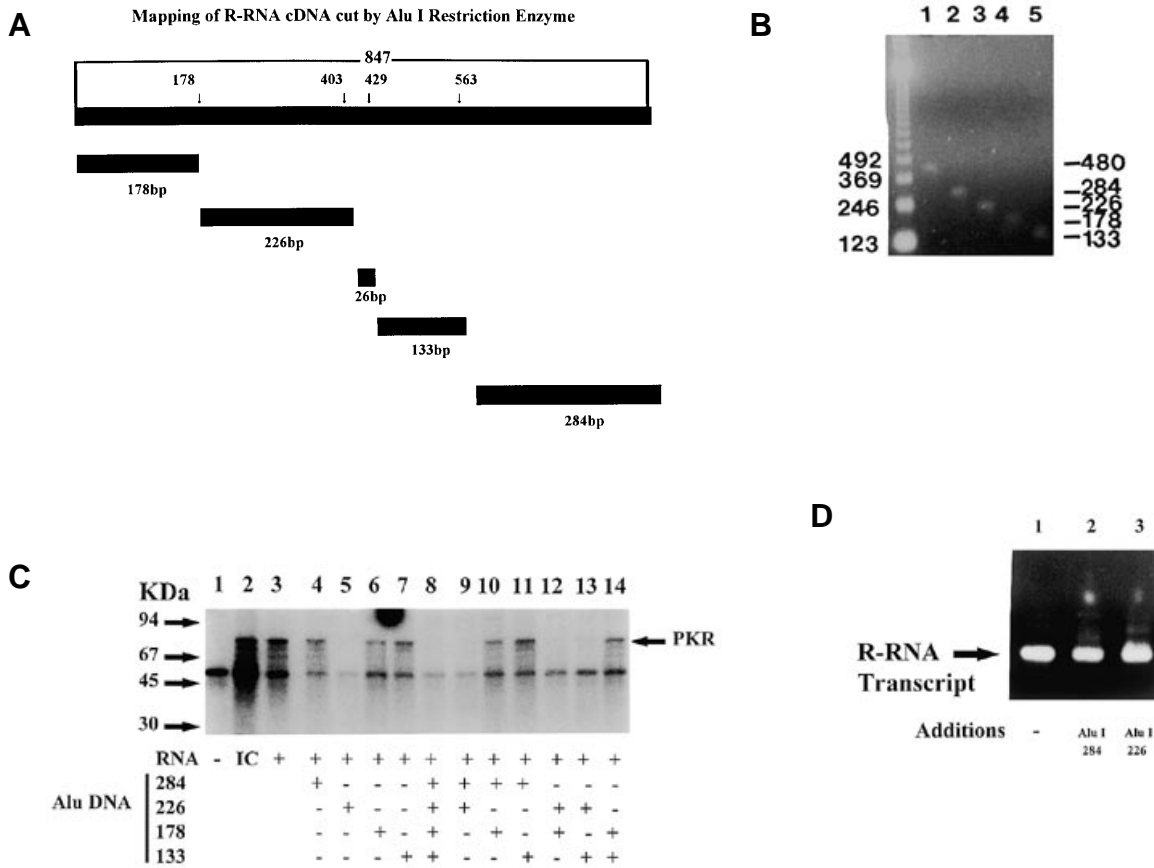 A
Mapping of R-RNA cDNA cut by Alu I Restriction Enzyme
847
178 403 429 563
178bp
226bp
26bp
133bp
284bp
B
1 2 3 4 5
492
369
246
123
480
284
226
178
133
C
KDa 1 2 3 4 5 6 7 8 9 10 11 12 13 14
94
67
45
30
PKR
RNA - IC + + + + + + + + + + + +
Alu DNA
284 + - - - + + + + - - -
226 - + - - + + - - + + -
178 - - + - + - + - + - +
133 - - - + + - - + - + +
D
1 2 3
R-RNA
Transcript
Additions - Alu I 284 Alu I 226